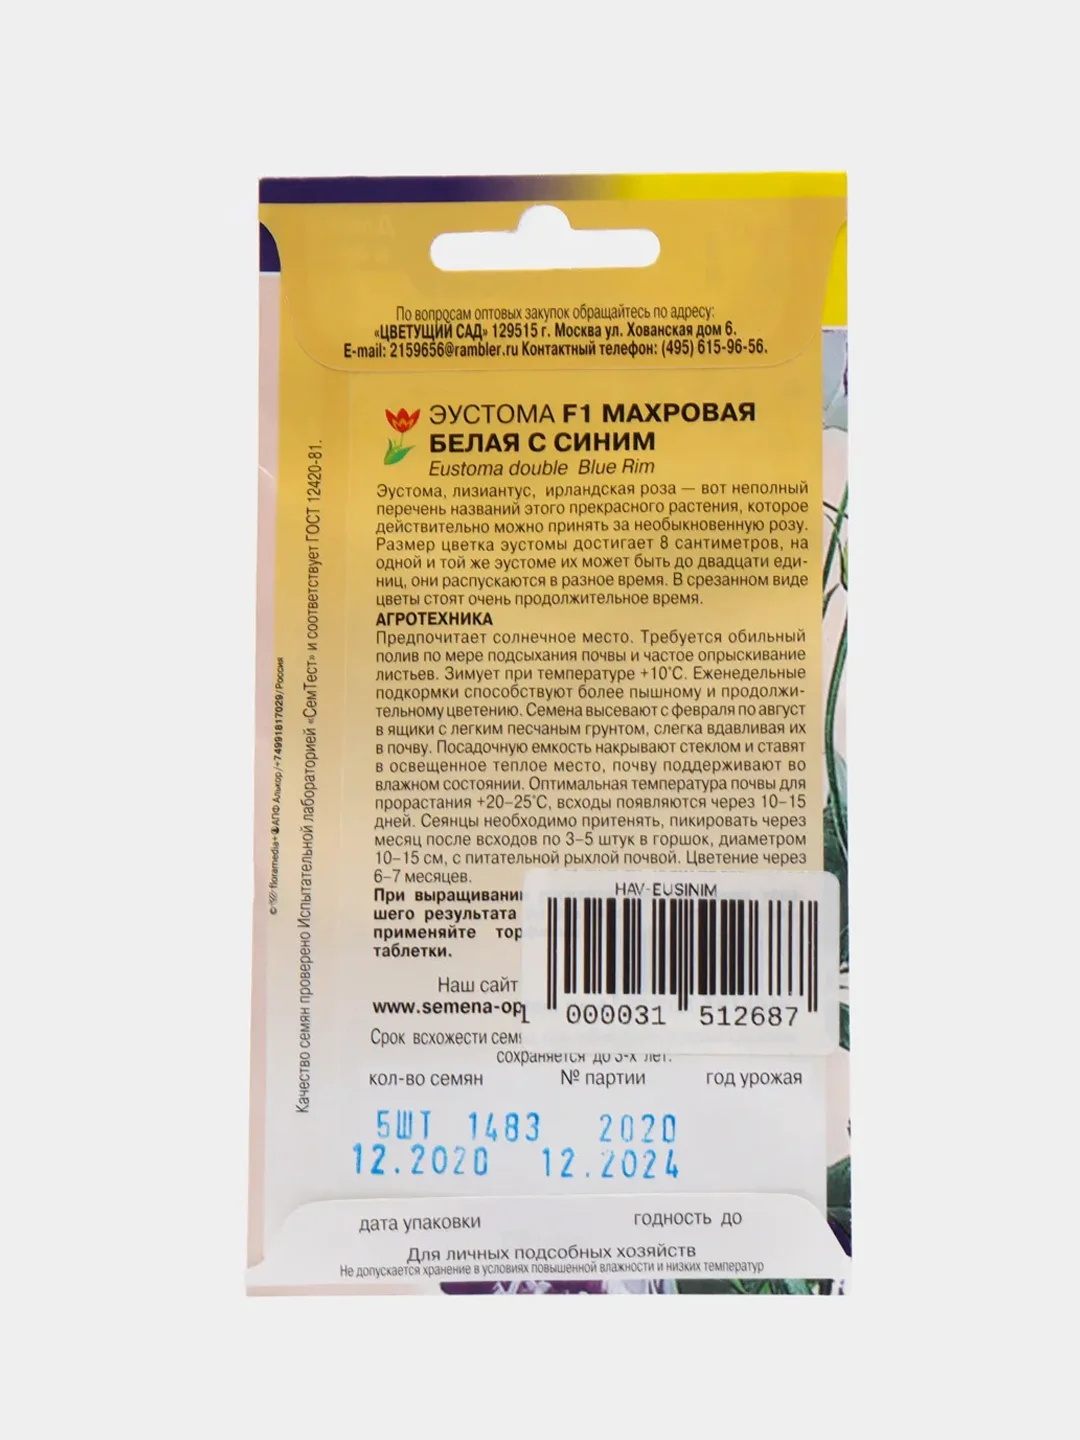 По вопросам оптовых закупок обращайтесь по адресу:
«ЦВЕТУЩИЙ САД» 129515 г. Москва ул. Хованская дом 6.
E-mail: 2159656@rambler.ru Контактный телефон: (495) 615-96-56.
ЭУСТОМА F1 МАХРОВАЯ
БЕЛАЯ С СИНИМ
Eustoma double Blue Rim
Эустома, лизиантус, ирландская роза — вот неполный
перечень названий этого прекрасного растения, которое
действительно можно принять за необыкновенную розу.
Размер цветка эустомы достигает 8 сантиметров, на
одной и той же эустоме их может быть до двадцати еди-
ниц, они распускаются в разное время. В срезанном виде
цветы стоят очень продолжительное время.
АГРОТЕХНИКА
Предпочитает солнечное место. Требуется обильный
полив по мере подсыхания почвы и частое опрыскивание
листьев. Зимует при температуре +10°С. Еженедельные
подкормки способствуют более пышному и продолжи-
тельному цветению. Семена высевают с февраля по август
в ящики с легким песчаным грунтом, слегка вдавливая их
в почву. Посадочную емкость накрывают стеклом и ставят
в освещенное теплое место, почву поддерживают во
влажном состоянии. Оптимальная температура почвы для
прорастания +20–25°С, всходы появляются через 10–15
дней. Сеянцы необходимо притенять, пикировать через
месяц после всходов по 3–5 штук в горшок, диаметром
10–15 см, с питательной рыхлой почвой. Цветение через
6–7 месяцев.
При выращивани
шего результата
применяйте тор
таблетки.
HAV-EUSINIM
1 000031 512687
Наш сайт
www.semena-op
Срок всхожести сем
сохраняется до 3-х лет.
кол-во семян № партии год урожая
5ШТ 1483 2020
12.2020 12.2024
дата упаковки годность до
Для личных подсобных хозяйств
Не допускается хранение в условиях повышенной влажности и низких температур
Качество семян проверено Испытательной лабораторией «СемТест» и соответствует ГОСТ 12420-81.
© floramedia+АПФ Алькор/+74991817029/Россия